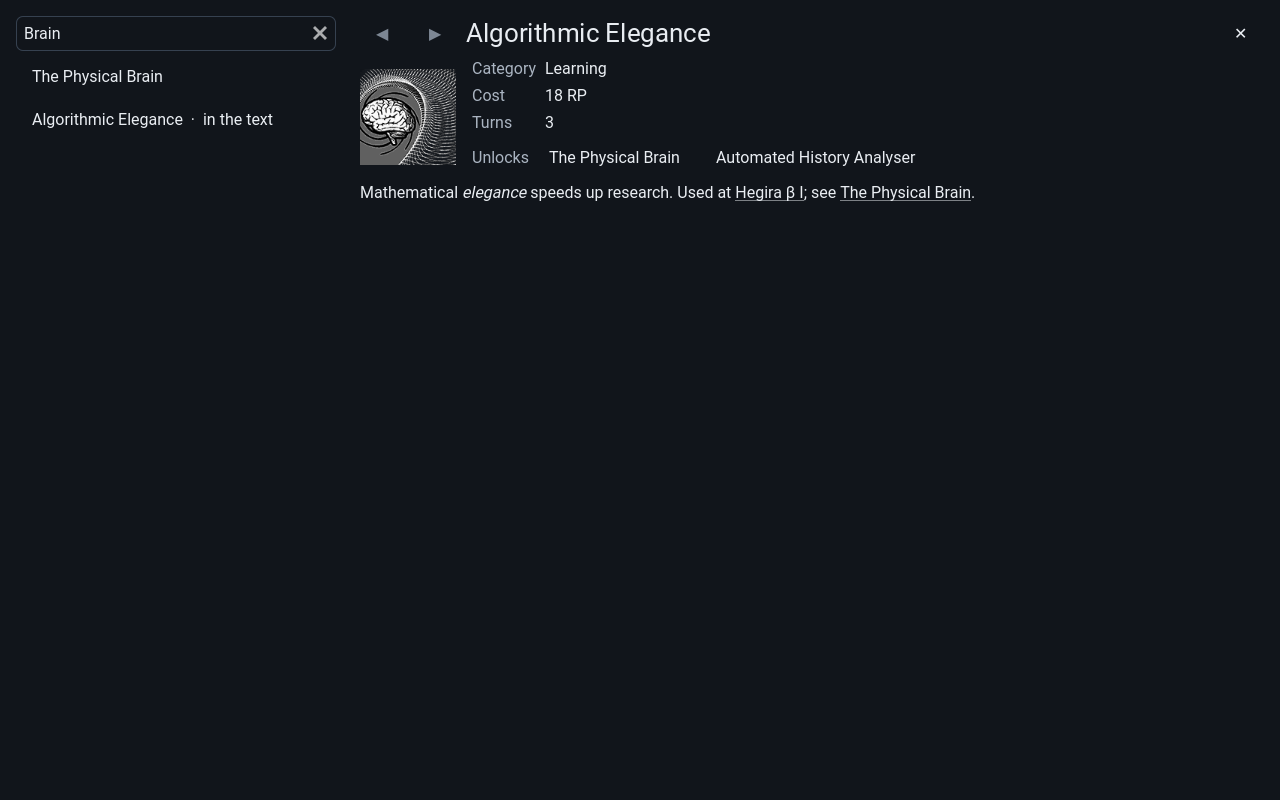 Brain
The Physical Brain
Algorithmic Elegance · in the text
Algorithmic Elegance
Category Learning
Cost 18 RP
Turns 3
Unlocks The Physical Brain Automated History Analyser
Mathematical elegance speeds up research. Used at Hegira β I; see The Physical Brain.